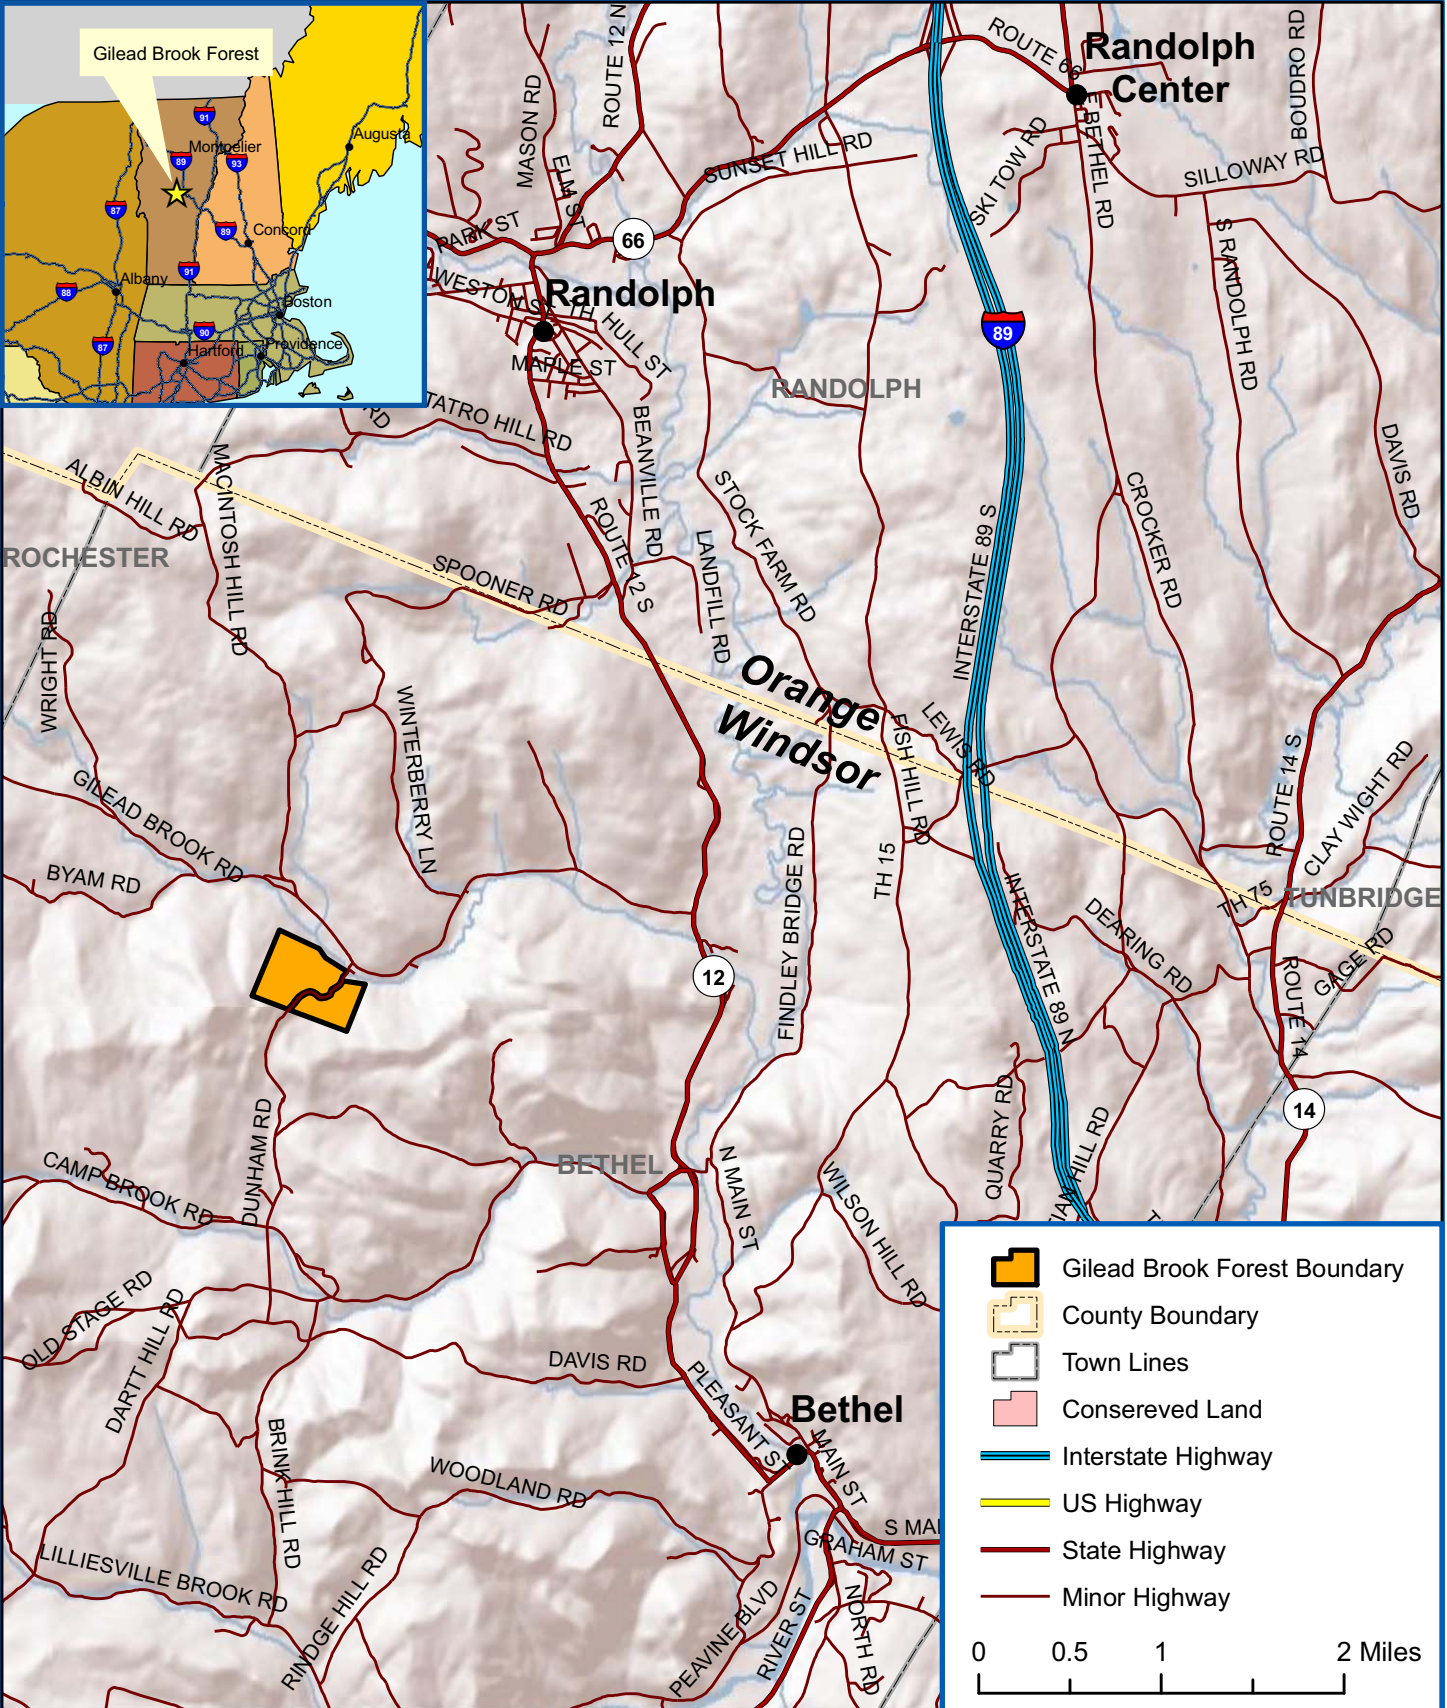 Gilead Brook Forest
91
Montpelier
89
93
Augusta
87
89
Concord
91
Albany
88
Boston
90
87
Hartford
Providence
ROUTE 12 N
MASON RD
ELM ST
PARK ST
66
SUNSET HILL RD
ROUTE 66
Randolph
Center
BOUDRO RD
SKI TOW RD
E BETHEL RD
SILLOWAY RD
S RANDOLPH RD
WESTON ST
Randolph
TH
HULL ST
MAPLE ST
89
RANDOLPH
RD
TATRO HILL RD
BEANVILLE RD
DAVIS RD
ALBIN HILL RD
MACINTOSH HILL RD
STOCK FARM RD
CROCKER RD
ROCHESTER
ROUTE 12 S
LANDFILL RD
INTERSTATE 89 S
SPOONER RD
WRIGHT RD
Orange
Windsor
WINTERBERRY LN
FISH HILL RD
LEWIS RD
ROUTE 14 S
CLAY WIGHT RD
GILEAD BROOK RD
BYAM RD
FINDLEY BRIDGE RD
TH 15
INTERSTATE 89 N
DEARING RD
TH 75
TUNBRIDGE
GAGE RD
12
ROUTE 14
14
DUNHAM RD
QUARRY RD
IAM HILL RD
CAMP BROOK RD
BETHEL
N MAIN ST
WILSON HILL RD
T
OLD STAGE RD
DARTT HILL RD
DAVIS RD
PLEASANT ST
Bethel
MAIN ST
BRINK HILL RD
WOODLAND RD
S MAI
GRAHAM ST
LILLIESVILLE BROOK RD
RINDGE HILL RD
PEAVINE BLVD
RIVER ST
NORTH RD
Gilead Brook Forest Boundary
County Boundary
Town Lines
Consereved Land
Interstate Highway
US Highway
State Highway
Minor Highway
0 0.5 1 2 Miles